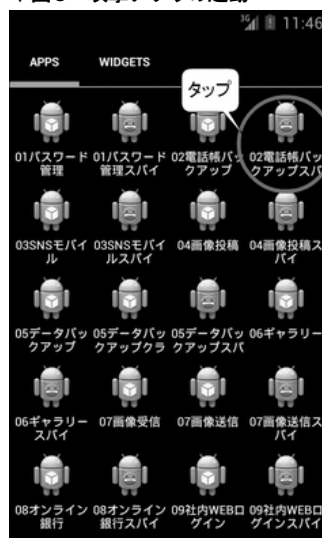 3G 11:46
APPS WIDGETS
タップ
01パスワード 01パスワード 02電話帳バッ 02電話帳バッ
管理 管理スパイ クアップ クアップスパ
03SNSモバイ 03SNSモバイ 04画像投稿 04画像投稿ス
ル ルスパイ パイ
05データバッ 05データバッ 05データバッ 06ギャラリー
クアップ クアップクラ クアップスパ
06ギャラリー 07画像受信 07画像送信 07画像送信ス
スパイ パイ
08オンライン 08オンライン 09社内WEBロ 09社内WEBロ
銀行 銀行スパイ グイン グインスパイ